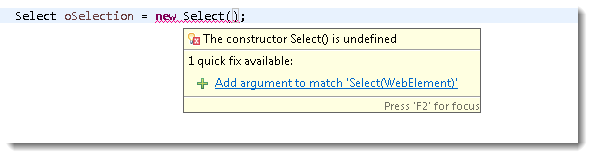 Select oSelection = new Select();
The constructor Select() is undefined
1 quick fix available:
Add argument to match 'Select(WebElement)'
Press 'F2' for focus